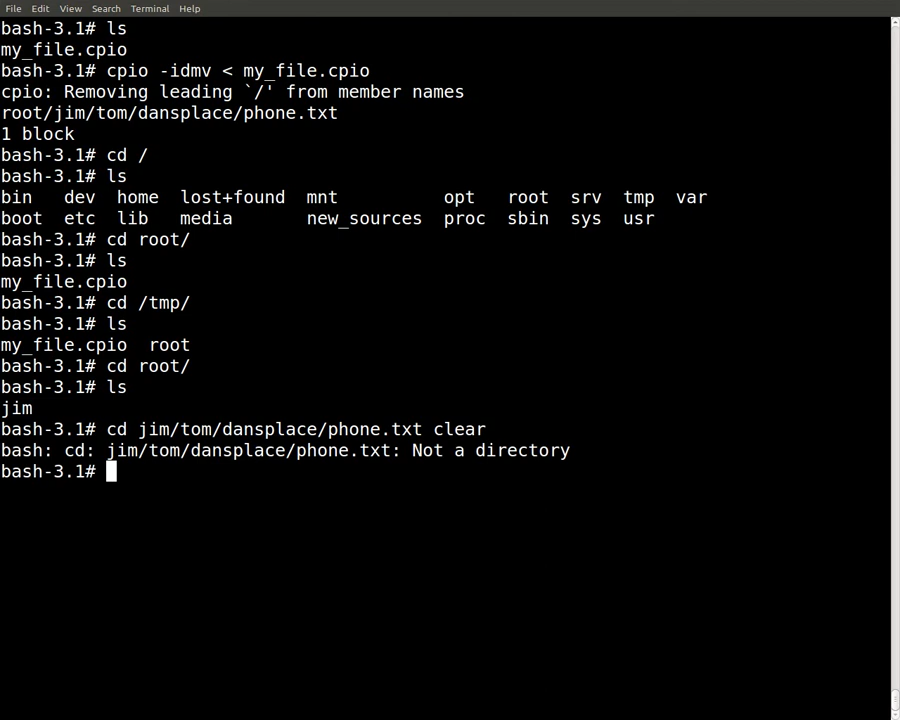 File Edit View Search Terminal Help
bash-3.1# ls
my_file.cpio
bash-3.1# cpio -idmv < my_file.cpio
cpio: Removing leading `/' from member names
root/jim/tom/dansplace/phone.txt
1 block
bash-3.1# cd /
bash-3.1# ls
bin   dev  home  lost+found  mnt          opt   root  srv  tmp  var
boot  etc  lib   media       new_sources  proc  sbin  sys  usr
bash-3.1# cd root/
bash-3.1# ls
my_file.cpio
bash-3.1# cd /tmp/
bash-3.1# ls
my_file.cpio  root
bash-3.1# cd root/
bash-3.1# ls
jim
bash-3.1# cd jim/tom/dansplace/phone.txt clear
bash: cd: jim/tom/dansplace/phone.txt: Not a directory
bash-3.1#